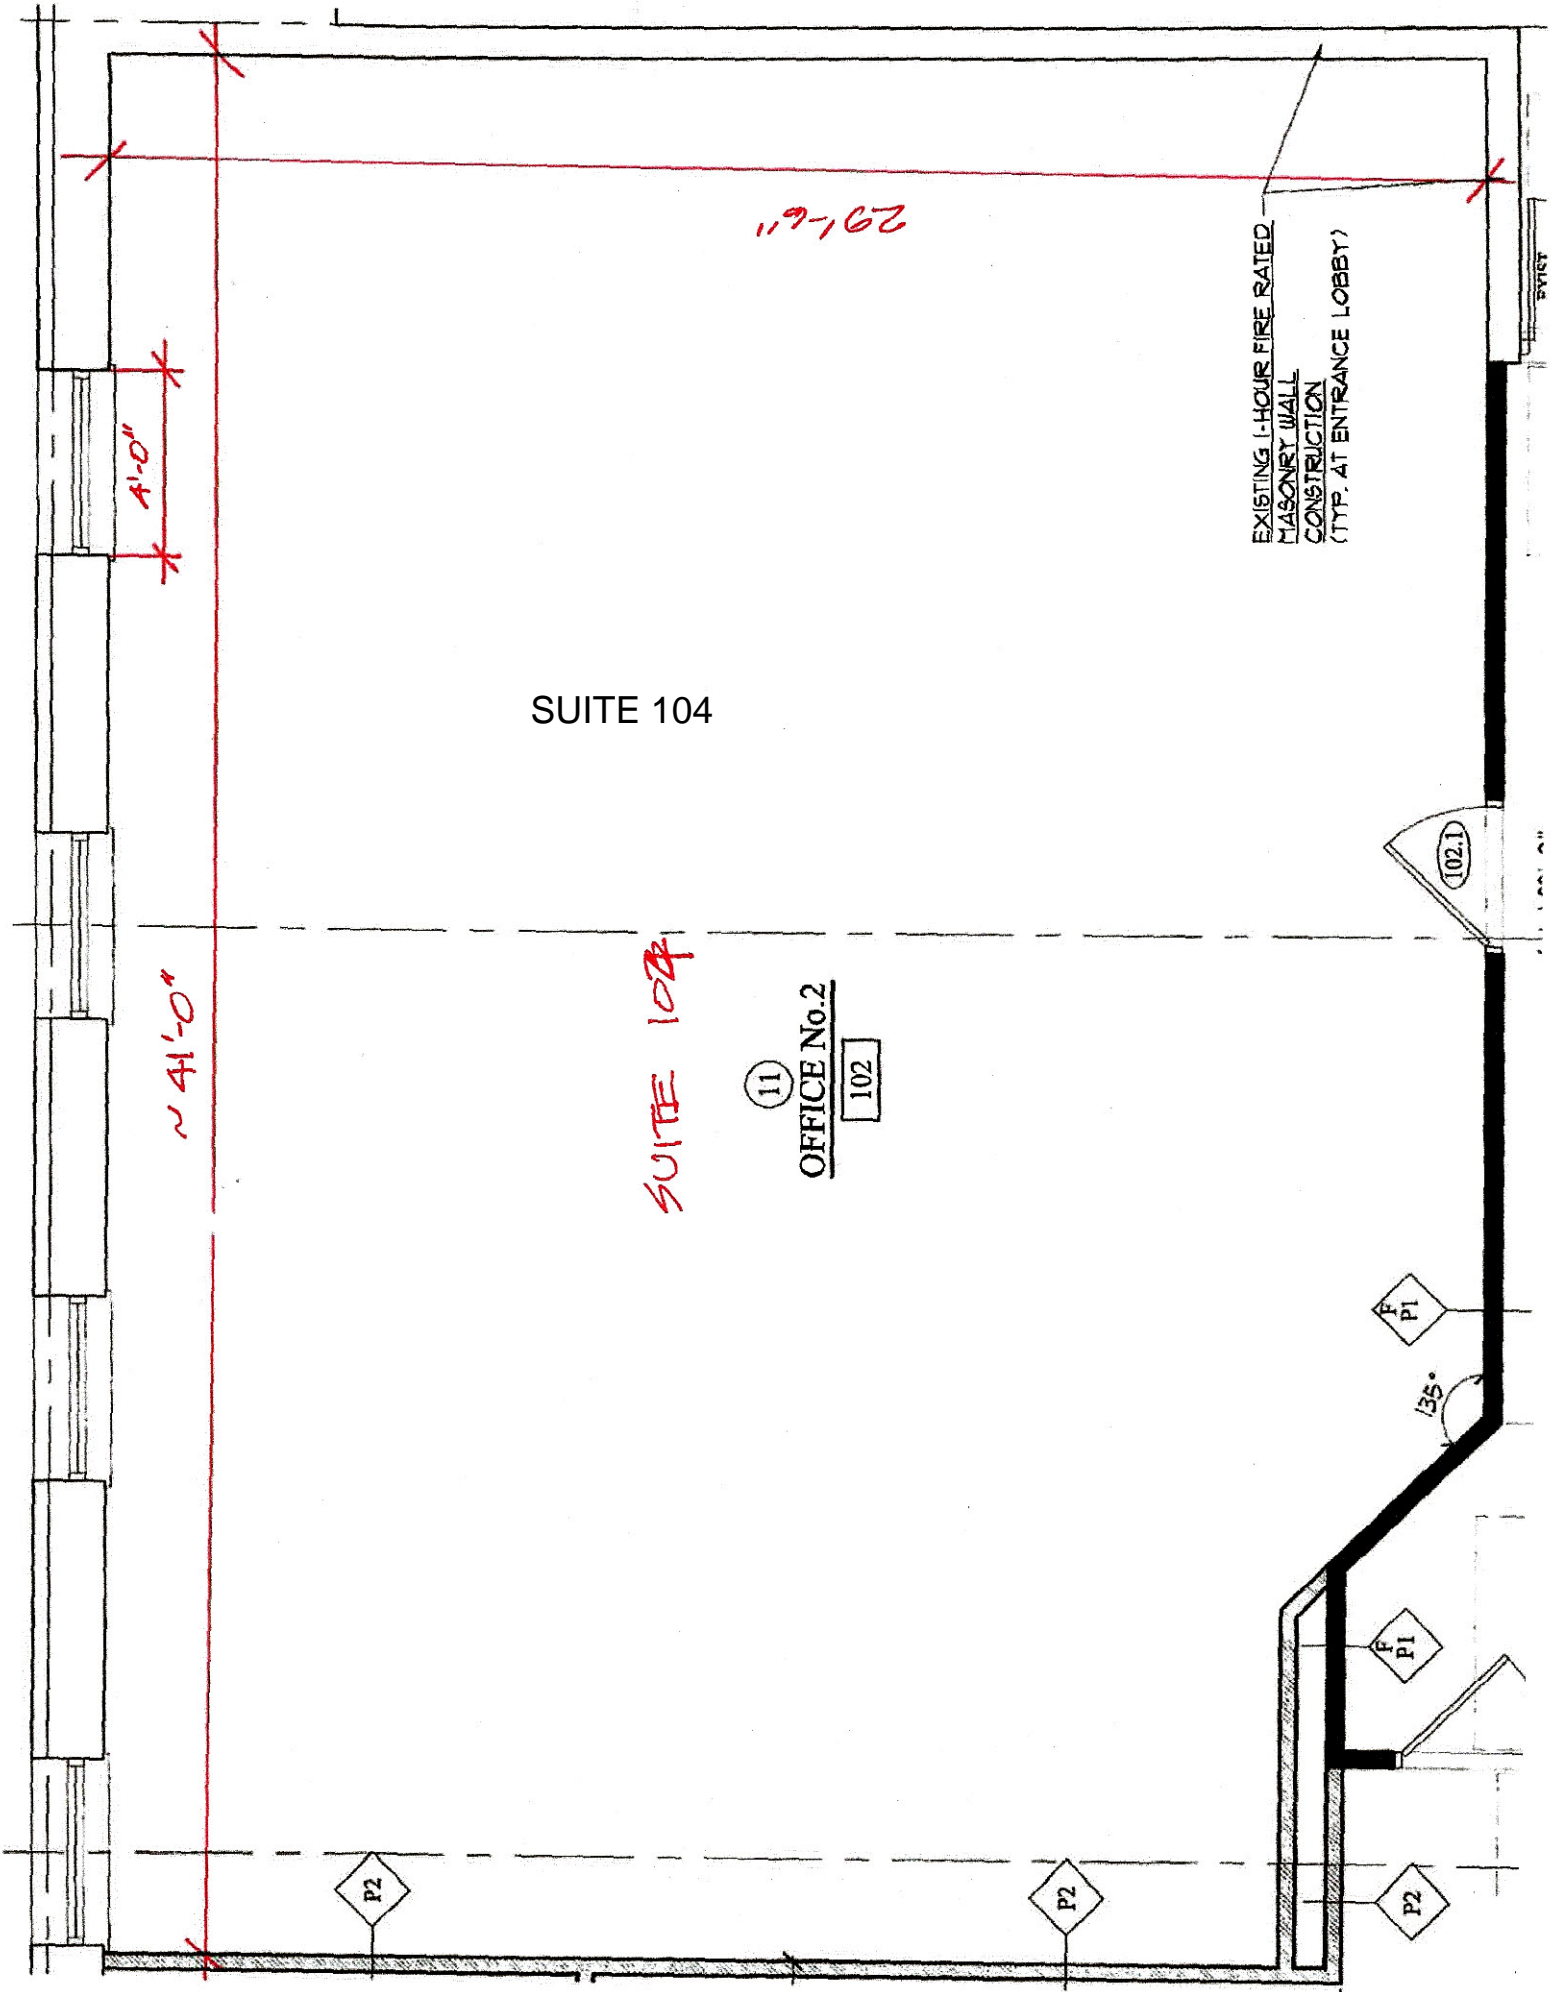 29'-6"
EXISTING 1-HOUR FIRE RATED
MASONRY WALL
CONSTRUCTION
(TYP. AT ENTRANCE LOBBY)
4'-0"
SUITE 104
102.1
~ 41'-0"
SUITE 104
11
OFFICE No.2
102
F
P1
135°
F
P1
P2
P2
P2